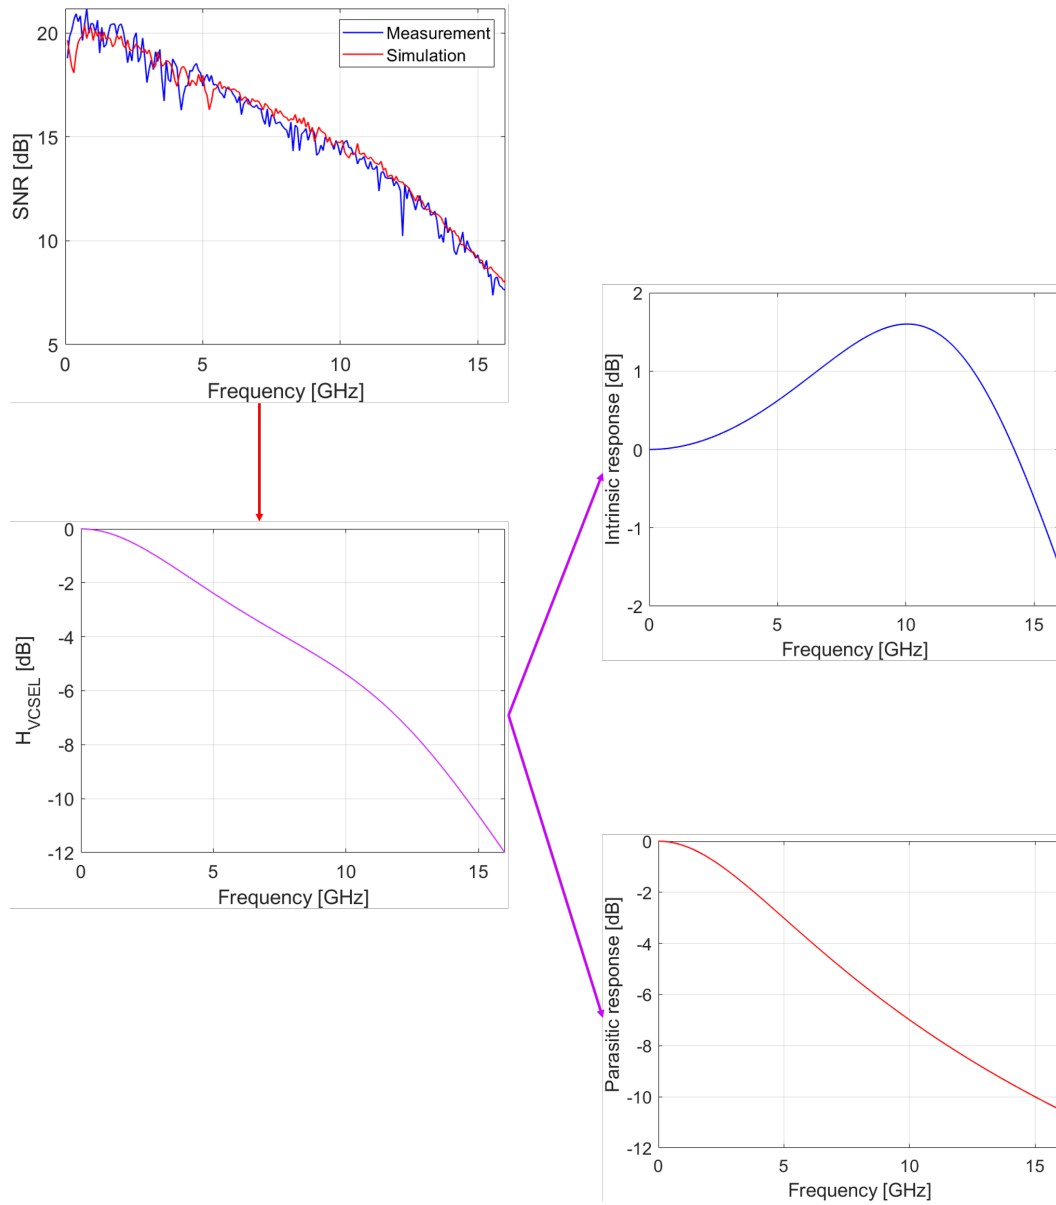 SNR [dB]
20
15
10
5
Measurement
Simulation
0 5 10 15
Frequency [GHz]
Intrinsic response [dB]
2
1
0
-1
-2
0 5 10 15
Frequency [GHz]
H_VCSEL [dB]
0
-2
-4
-6
-8
-10
-12
0 5 10 15
Frequency [GHz]
Parasitic response [dB]
0
-2
-4
-6
-8
-10
-12
0 5 10 15
Frequency [GHz]